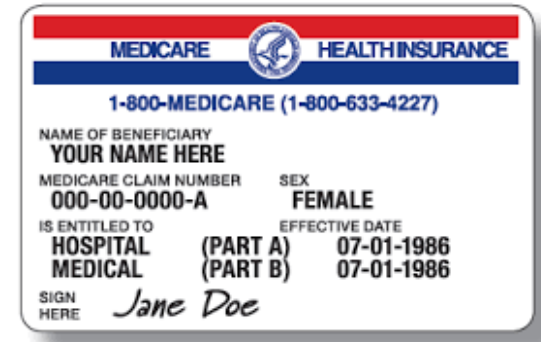 MEDICARE HEALTH INSURANCE
1-800-MEDICARE (1-800-633-4227)
NAME OF BENEFICIARY
YOUR NAME HERE
MEDICARE CLAIM NUMBER SEX
000-00-0000-A FEMALE
IS ENTITLED TO EFFECTIVE DATE
HOSPITAL (PART A) 07-01-1986
MEDICAL (PART B) 07-01-1986
SIGN HERE Jane Doe